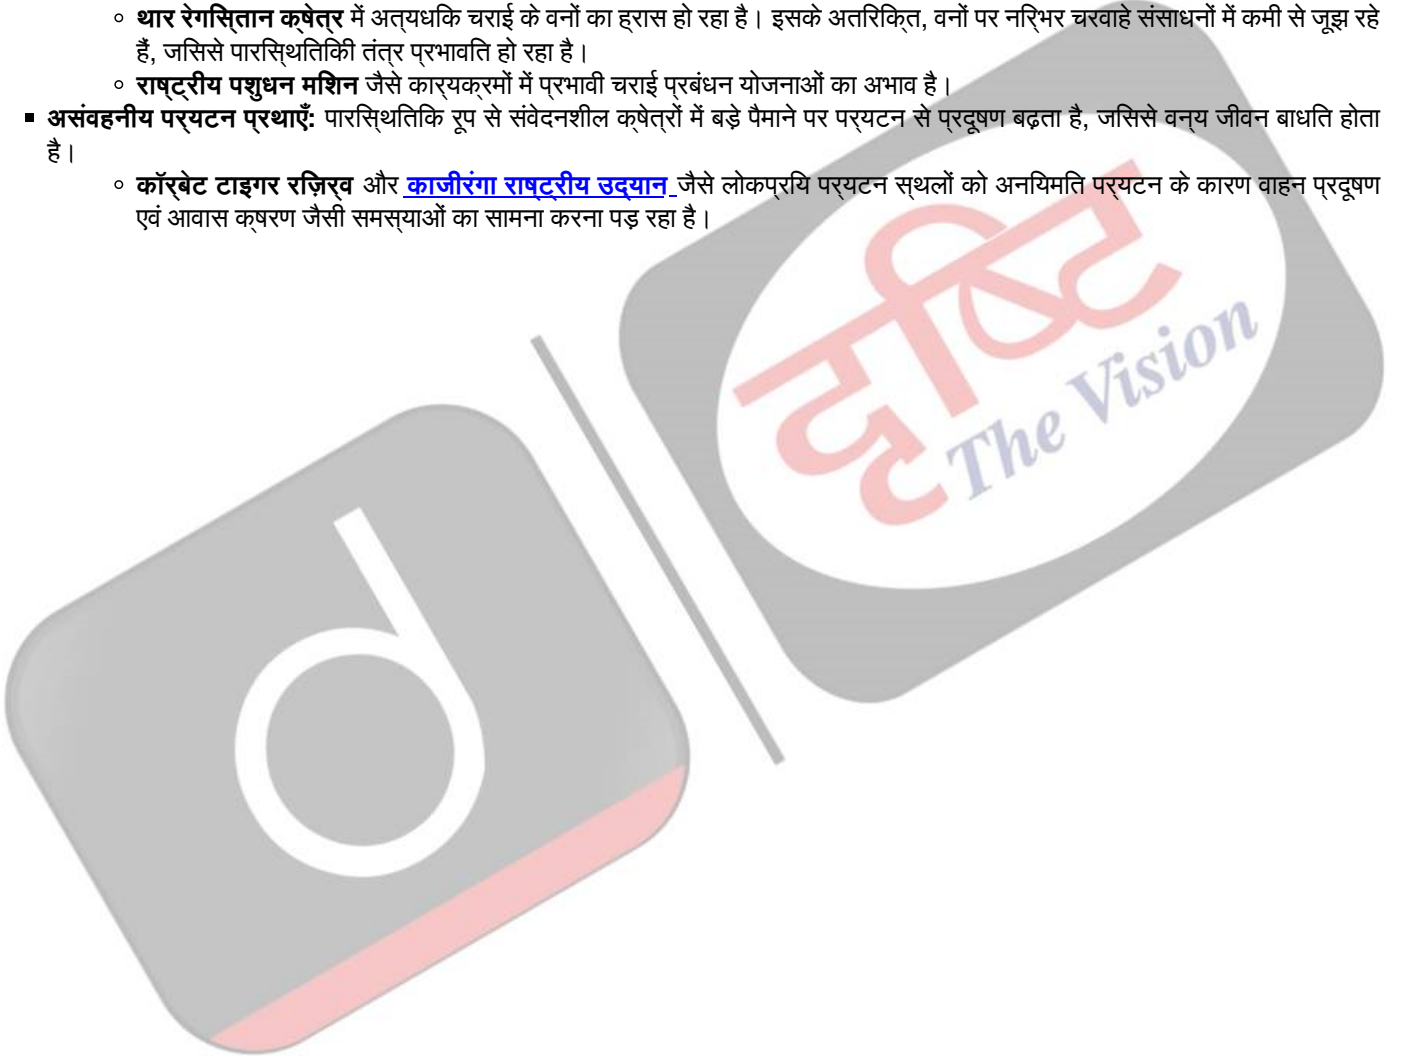 थार रेगिस्तान क्षेत्र में अत्यधिक चराई के वनों का ह्रास हो रहा है। इसके अतिरिक्त, वनों पर निर्भर चरवाहे संसाधनों में कमी से जूझ रहे
हैं, जिससे पारिस्थितिकी तंत्र प्रभावित हो रहा है।
राष्ट्रीय पशुधन मिशन जैसे कार्यक्रमों में प्रभावी चराई प्रबंधन योजनाओं का अभाव है।
असंवहनीय पर्यटन प्रथाएँ: पारिस्थितिक रूप से संवेदनशील क्षेत्रों में बड़े पैमाने पर पर्यटन से प्रदूषण बढ़ता है, जिससे वन्य जीवन बाधित होता
है।
कॉर्बेट टाइगर रिज़र्व और काजीरंगा राष्ट्रीय उद्यान जैसे लोकप्रिय पर्यटन स्थलों को अनियमित पर्यटन के कारण वाहन प्रदूषण
एवं आवास क्षरण जैसी समस्याओं का सामना करना पड़ रहा है।
दृष्टि
The Vision
d